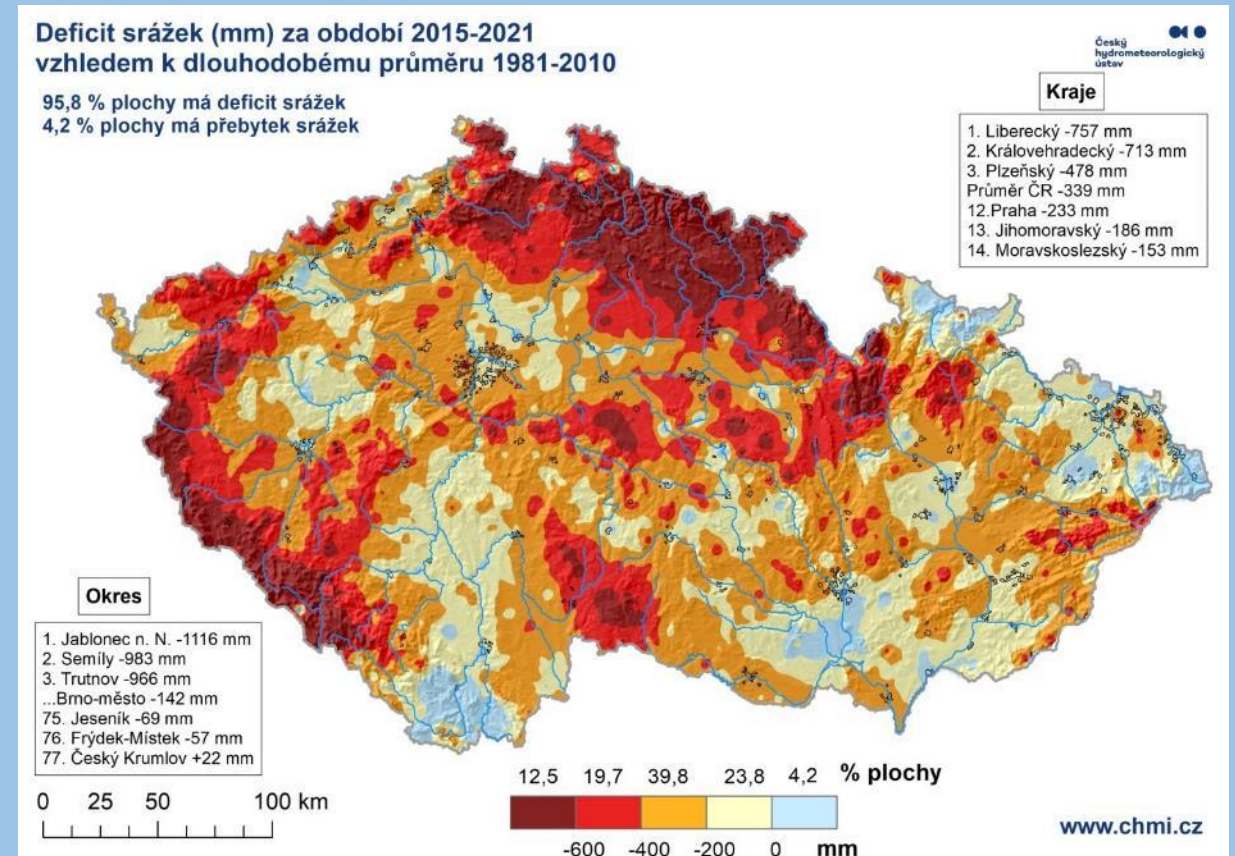 Deficit srážek (mm) za období 2015-2021
vzhledem k dlouhodobému průměru 1981-2010
95,8 % plochy má deficit srážek
4,2 % plochy má přebytek srážek
Český
hydrometeorologický
ústav
Kraje
1. Liberecký -757 mm
2. Královehradecký -713 mm
3. Plzeňský -478 mm
Průměr ČR -339 mm
12.Praha -233 mm
13. Jihomoravský -186 mm
14. Moravskoslezský -153 mm
Okres
1. Jablonec n. N. -1116 mm
2. Semíly -983 mm
3. Trutnov -966 mm
...Brno-město -142 mm
75. Jeseník -69 mm
76. Frýdek-Místek -57 mm
77. Český Krumlov +22 mm
0 25 50 100 km
12,5 19,7 39,8 23,8 4,2 % plochy
-600 -400 -200 0 mm
www.chmi.cz